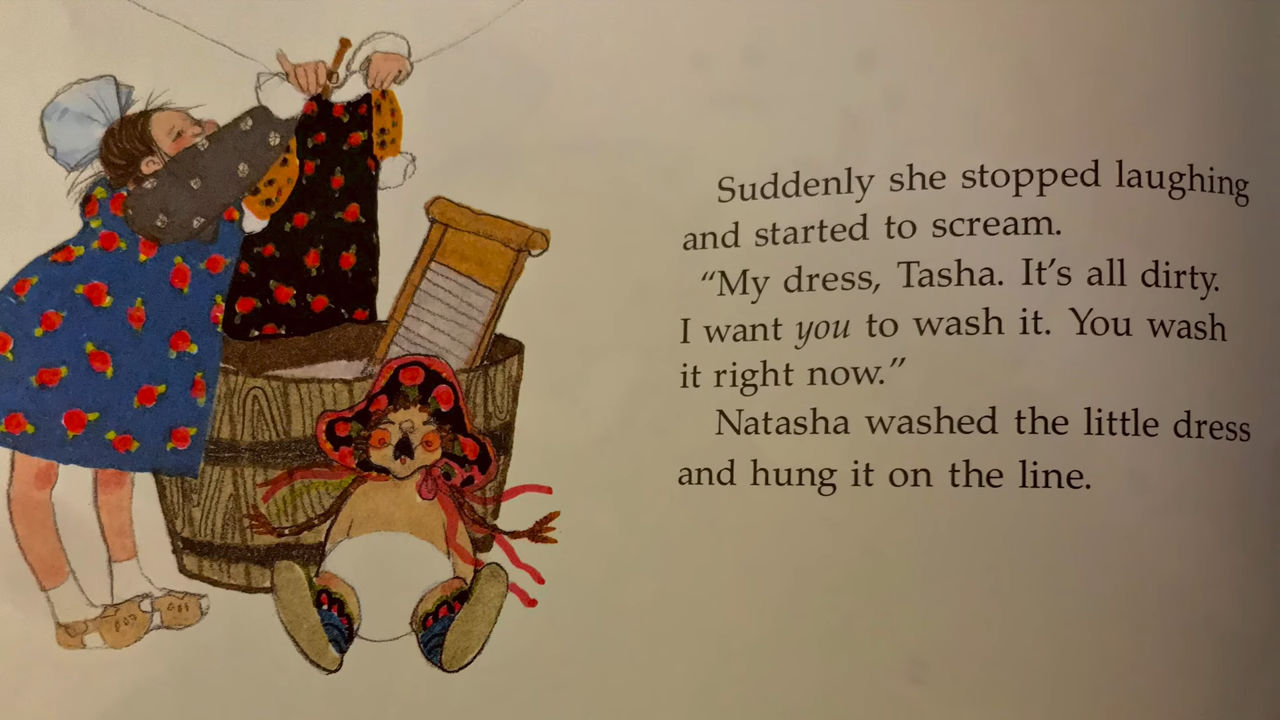 Suddenly she stopped laughing
and started to scream.
“My dress, Tasha. It’s all dirty.
I want you to wash it. You wash
it right now.”
Natasha washed the little dress
and hung it on the line.